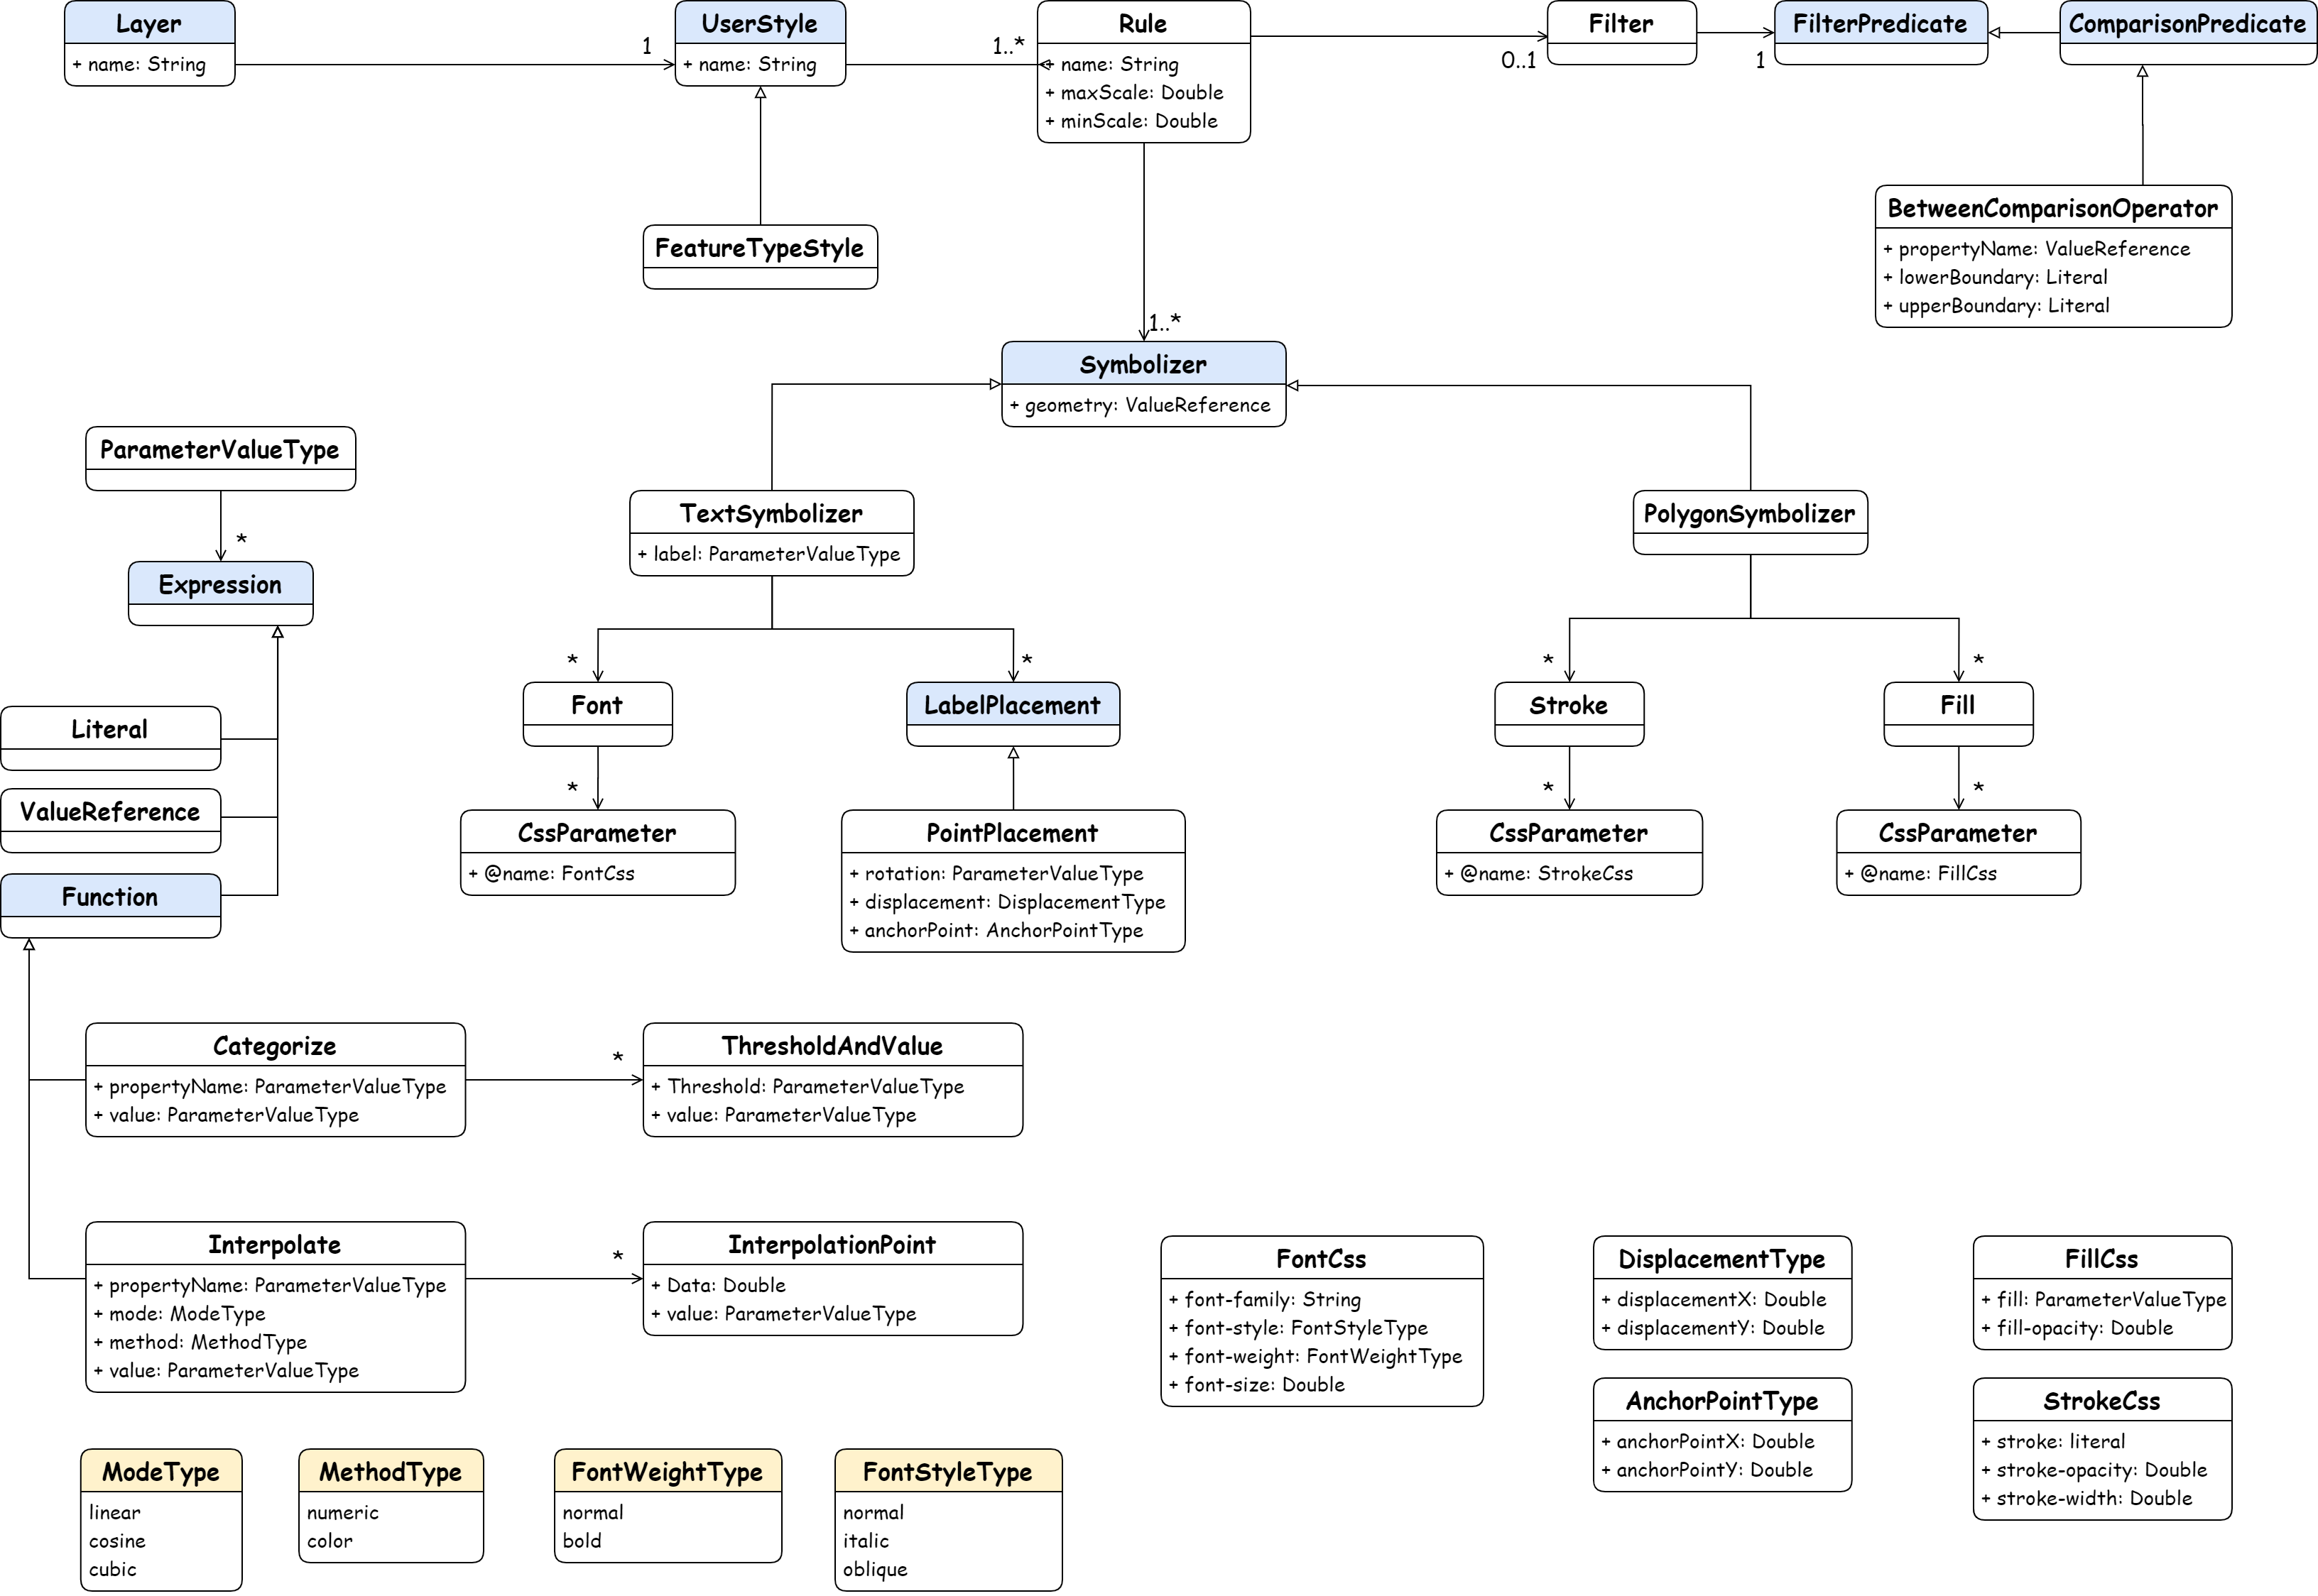 Layer
+ name: String
1
UserStyle
+ name: String
1..*
Rule
+ name: String
+ maxScale: Double
+ minScale: Double
0..1
Filter
1
FilterPredicate
ComparisonPredicate
BetweenComparisonOperator
+ propertyName: ValueReference
+ lowerBoundary: Literal
+ upperBoundary: Literal
FeatureTypeStyle
1..*
Symbolizer
+ geometry: ValueReference
ParameterValueType
*
Expression
Literal
ValueReference
Function
TextSymbolizer
+ label: ParameterValueType
*
Font
*
CssParameter
+ @name: FontCss
*
LabelPlacement
PointPlacement
+ rotation: ParameterValueType
+ displacement: DisplacementType
+ anchorPoint: AnchorPointType
PolygonSymbolizer
*
Stroke
*
CssParameter
+ @name: StrokeCss
*
Fill
*
CssParameter
+ @name: FillCss
Categorize
+ propertyName: ParameterValueType
+ value: ParameterValueType
*
ThresholdAndValue
+ Threshold: ParameterValueType
+ value: ParameterValueType
Interpolate
+ propertyName: ParameterValueType
+ mode: ModeType
+ method: MethodType
+ value: ParameterValueType
*
InterpolationPoint
+ Data: Double
+ value: ParameterValueType
FontCss
+ font-family: String
+ font-style: FontStyleType
+ font-weight: FontWeightType
+ font-size: Double
DisplacementType
+ displacementX: Double
+ displacementY: Double
FillCss
+ fill: ParameterValueType
+ fill-opacity: Double
AnchorPointType
+ anchorPointX: Double
+ anchorPointY: Double
StrokeCss
+ stroke: literal
+ stroke-opacity: Double
+ stroke-width: Double
ModeType
linear
cosine
cubic
MethodType
numeric
color
FontWeightType
normal
bold
FontStyleType
normal
italic
oblique